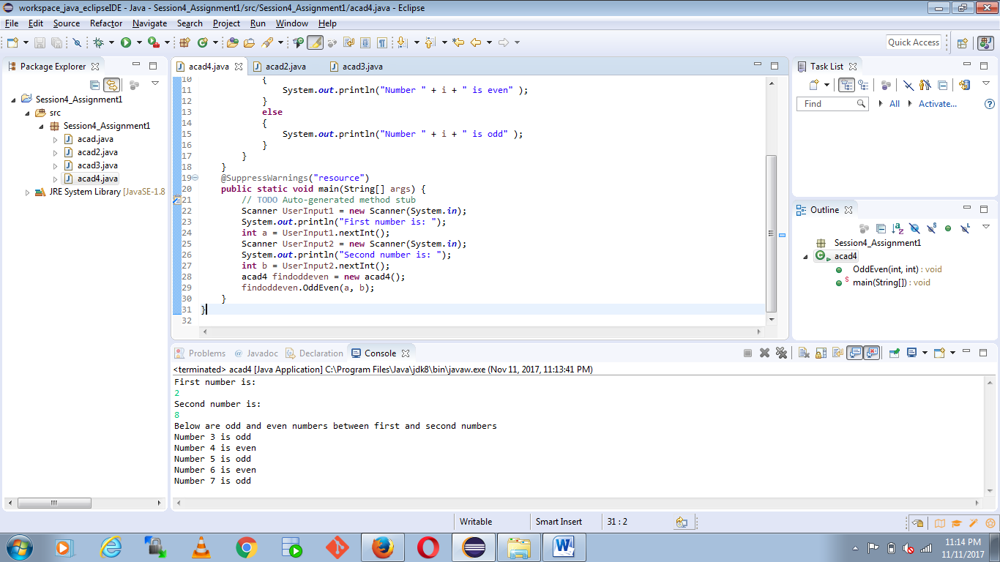 workspace_java_eclipseIDE - Java - Session4_Assignment1/src/Session4_Assignment1/acad4.java - Eclipse
File Edit Source Refactor Navigate Search Project Run Window Help
Quick Access
Package Explorer
Session4_Assignment1
src
Session4_Assignment1
acad.java
acad2.java
acad3.java
acad4.java
JRE System Library [JavaSE-1.8
acad4.java acad2.java acad3.java
10 {
11 System.out.println("Number " + i + " is even" );
12 }
13 else
14 {
15 System.out.println("Number " + i + " is odd" );
16 }
17 }
18 }
19 @SuppressWarnings("resource")
20 public static void main(String[] args) {
21 // TODO Auto-generated method stub
22 Scanner UserInput1 = new Scanner(System.in);
23 System.out.println("First number is: ");
24 int a = UserInput1.nextInt();
25 Scanner UserInput2 = new Scanner(System.in);
26 System.out.println("Second number is: ");
27 int b = UserInput2.nextInt();
28 acad4 findoddeven = new acad4();
29 findoddeven.OddEven(a, b);
30 }
31 }
32
Task List
Find All Activate...
Outline
Session4_Assignment1
acad4
OddEven(int, int) : void
main(String[]) : void
Problems @ Javadoc Declaration Console
<terminated> acad4 [Java Application] C:\Program Files\Java\jdk8\bin\javaw.exe (Nov 11, 2017, 11:13:41 PM)
First number is:
2
Second number is:
8
Below are odd and even numbers between first and second numbers
Number 3 is odd
Number 4 is even
Number 5 is odd
Number 6 is even
Number 7 is odd
Writable Smart Insert 31 : 2
11:14 PM
11/11/2017